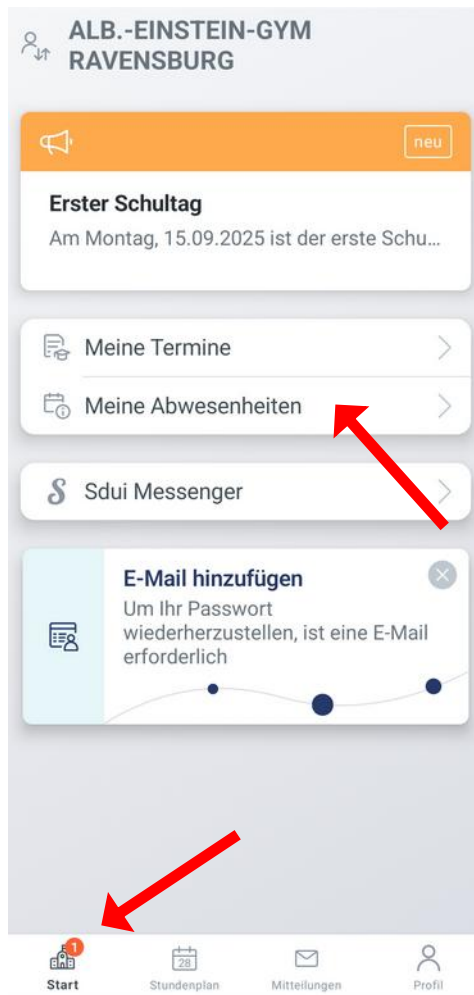 ALB.-EINSTEIN-GYM
RAVENSBURG
neu
Erster Schultag
Am Montag, 15.09.2025 ist der erste Schu...
Meine Termine
Meine Abwesenheiten
S Sdui Messenger
E-Mail hinzufügen
Um Ihr Passwort
wiederherzustellen, ist eine E-Mail
erforderlich
1
28
Start Stundenplan Mitteilungen Profil